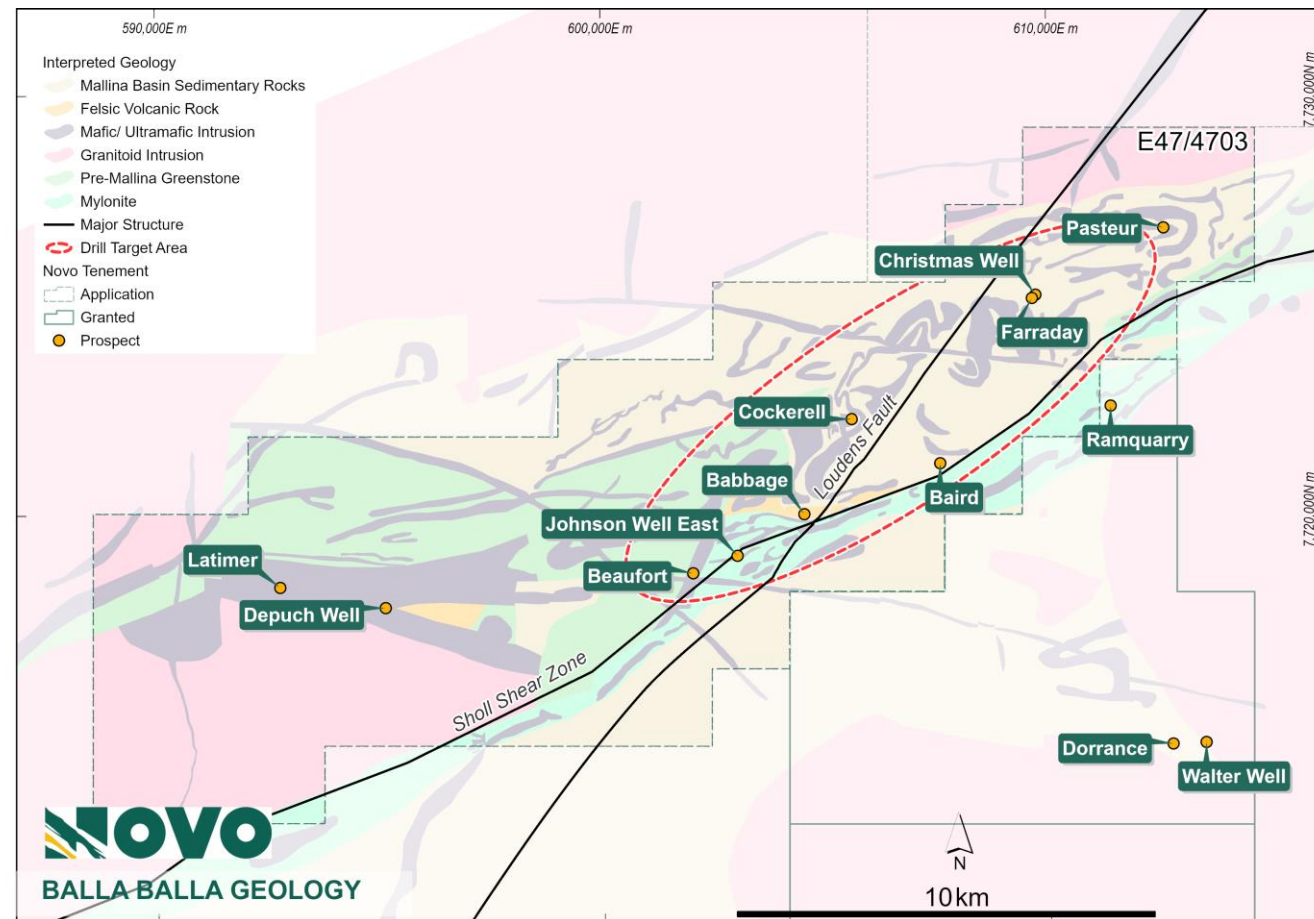 590,000E m
600,000E m
610,000E m
Interpreted Geology
Mallina Basin Sedimentary Rocks
Felsic Volcanic Rock
Mafic/ Ultramafic Intrusion
Granitoid Intrusion
Pre-Mallina Greenstone
Mylonite
Major Structure
Drill Target Area
Novo Tenement
Application
Granted
Prospect
7,730,000N m
E47/4703
Pasteur
Christmas Well
Farraday
Cockerell
Loudens Fault
Ramquarry
Babbage
Baird
7,720,000N m
Johnson Well East
Latimer
Beaufort
Depuch Well
Sholl Shear Zone
Dorrance
Walter Well
NOVO
BALLA BALLA GEOLOGY
N
10km